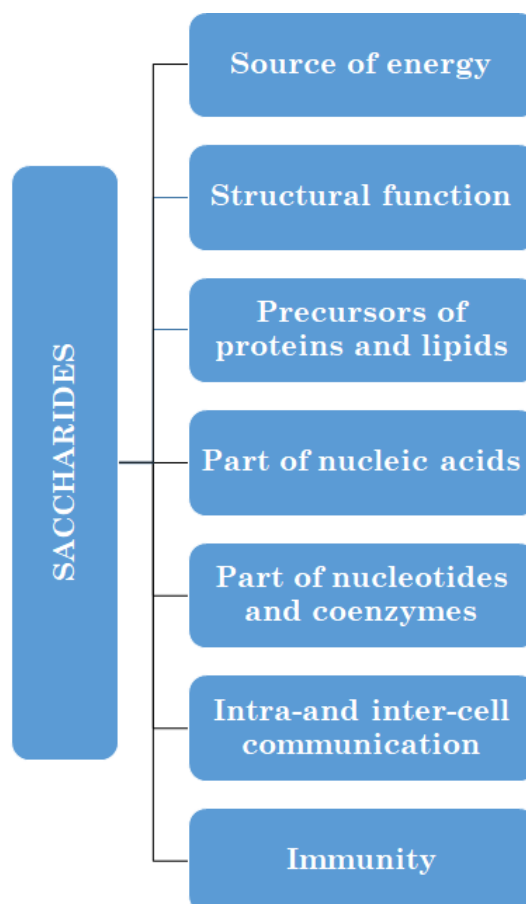 SACCHARIDES
Source of energy
Structural function
Precursors of
proteins and lipids
Part of nucleic acids
Part of nucleotides
and coenzymes
Intra-and inter-cell
communication
Immunity